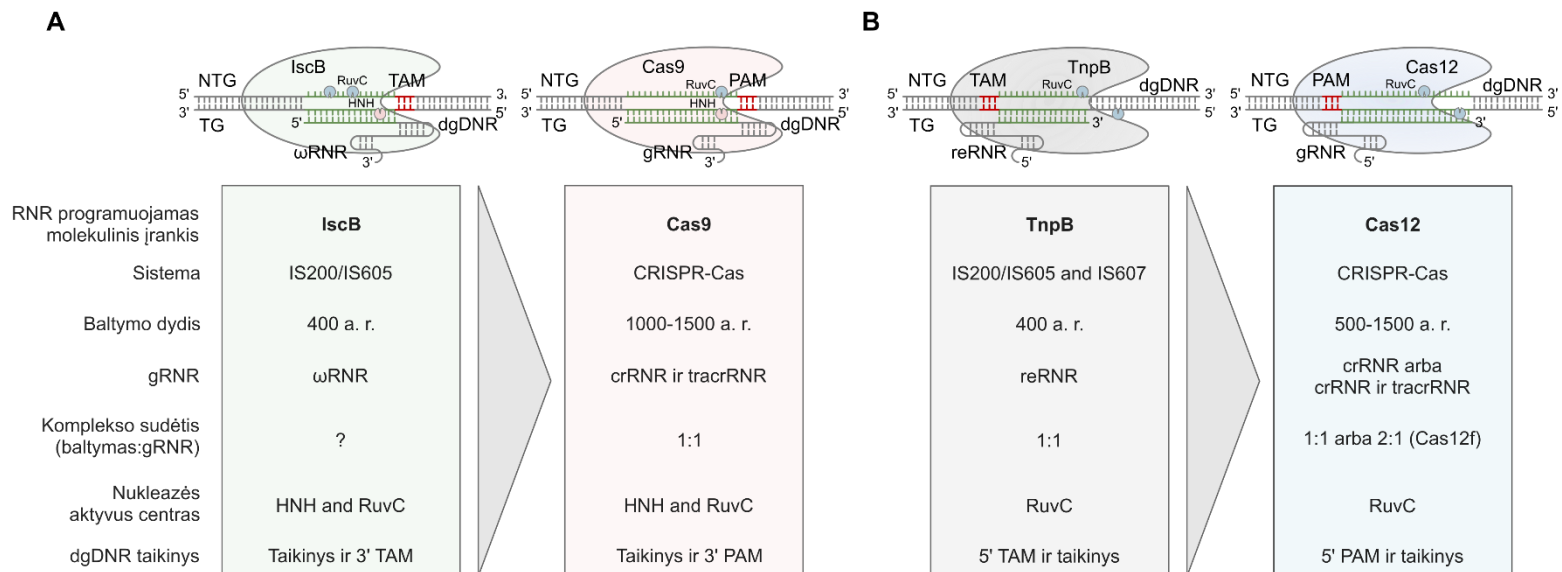 A
B
IscB
RuvC
NTG
TAM
HNH
5'
3'
3'
5'
TG
5'
dgDNR
ωRNR
3'
Cas9
NTG
RuvC
PAM
HNH
5'
3'
3'
5'
TG
5'
dgDNR
gRNR
3'
TnpB
NTG
TAM
RuvC
dgDNR
5'
3'
3'
5'
TG
3'
reRNR
5'
Cas12
NTG
PAM
RuvC
dgDNR
5'
3'
3'
5'
TG
3'
gRNR
5'
RNR programuojamas
molekulinis įrankis
IscB
Cas9
TnpB
Cas12
Sistema
IS200/IS605
CRISPR-Cas
IS200/IS605 and IS607
CRISPR-Cas
Baltymo dydis
400 a. r.
1000-1500 a. r.
400 a. r.
500-1500 a. r.
gRNR
ωRNR
crRNR ir tracrRNR
reRNR
crRNR arba
crRNR ir tracrRNR
Komplekso sudėtis
(baltymas:gRNR)
?
1:1
1:1
1:1 arba 2:1 (Cas12f)
Nukleazės
aktyvus centras
HNH and RuvC
HNH and RuvC
RuvC
RuvC
dgDNR taikinys
Taikinys ir 3' TAM
Taikinys ir 3' PAM
5' TAM ir taikinys
5' PAM ir taikinys